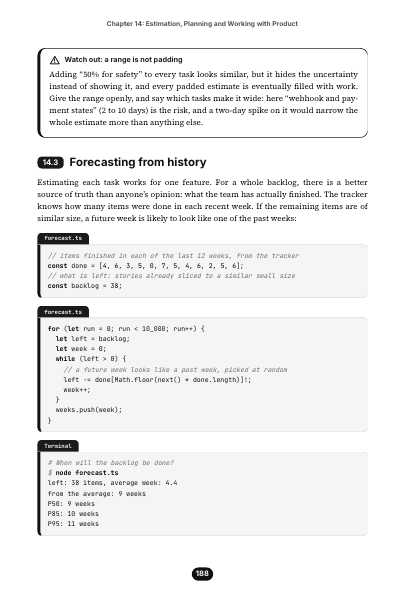 Chapter 14: Estimation, Planning and Working with Product
Watch out: a range is not padding
Adding “50% for safety” to every task looks similar, but it hides the uncertainty
instead of showing it, and every padded estimate is eventually filled with work.
Give the range openly, and say which tasks make it wide: here “webhook and pay-
ment states” (2 to 10 days) is the risk, and a two-day spike on it would narrow the
whole estimate more than anything else.
14.3 Forecasting from history
Estimating each task works for one feature. For a whole backlog, there is a better
source of truth than anyone’s opinion: what the team has actually finished. The tracker
knows how many items were done in each recent week. If the remaining items are of
similar size, a future week is likely to look like one of the past weeks:
forecast.ts
// items finished in each of the last 12 weeks, from the tracker
const done = [4, 6, 3, 5, 0, 7, 5, 4, 6, 2, 5, 6];
// what is left: stories already sliced to a similar small size
const backlog = 38;
forecast.ts
for (let run = 0; run < 10_000; run++) {
  let left = backlog;
  let week = 0;
  while (left > 0) {
    // a future week looks like a past week, picked at random
    left -= done[Math.floor(next() * done.length)]!;
    week++;
  }
  weeks.push(week);
}
Terminal
# When will the backlog be done?
$ node forecast.ts
left: 38 items, average week: 4.4
from the average: 9 weeks
P50: 9 weeks
P85: 10 weeks
P95: 11 weeks
188